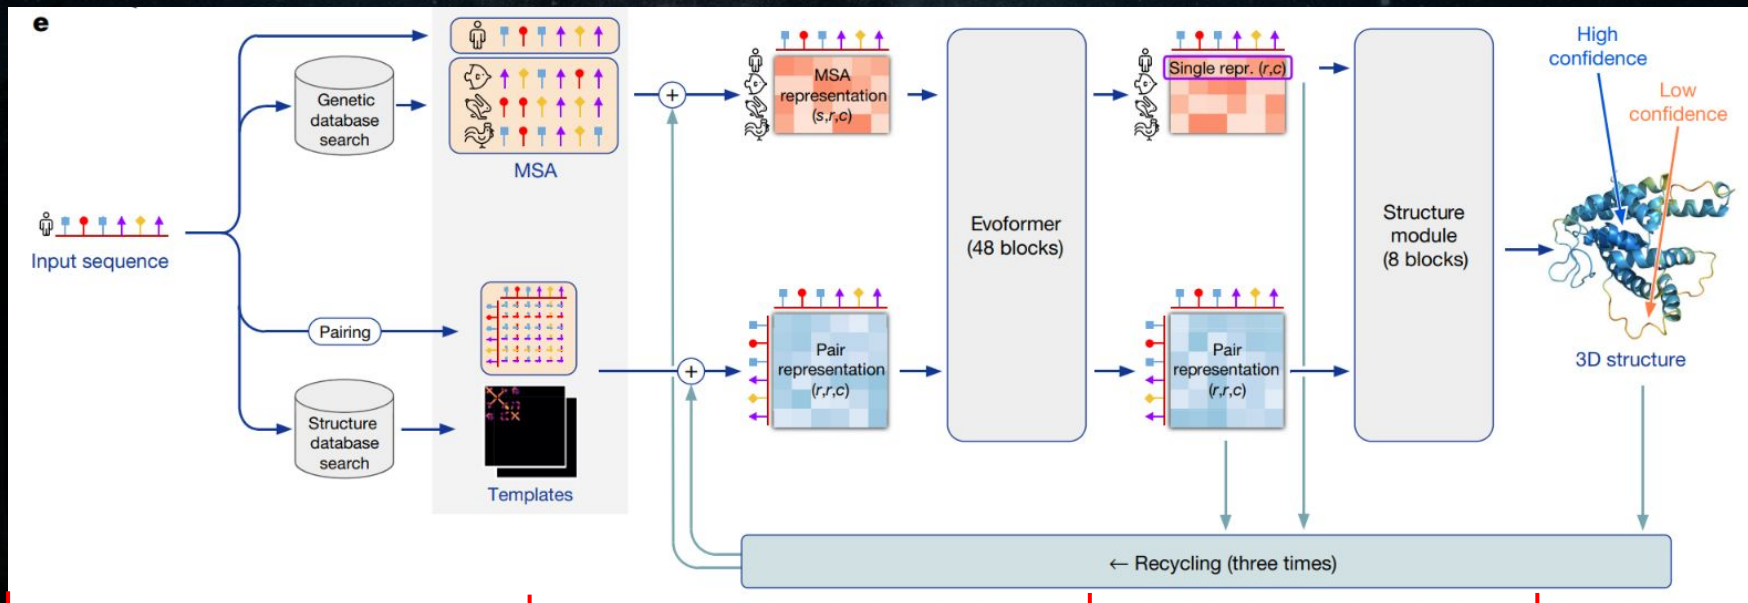 e
Input sequence
Genetic
database
search
Pairing
Structure
database
search
MSA
Templates
+
+
MSA
representation
(s,r,c)
Pair
representation
(r,r,c)
Evoformer
(48 blocks)
Single repr. (r,c)
Pair
representation
(r,r,c)
Structure
module
(8 blocks)
High
confidence
Low
confidence
3D structure
← Recycling (three times)